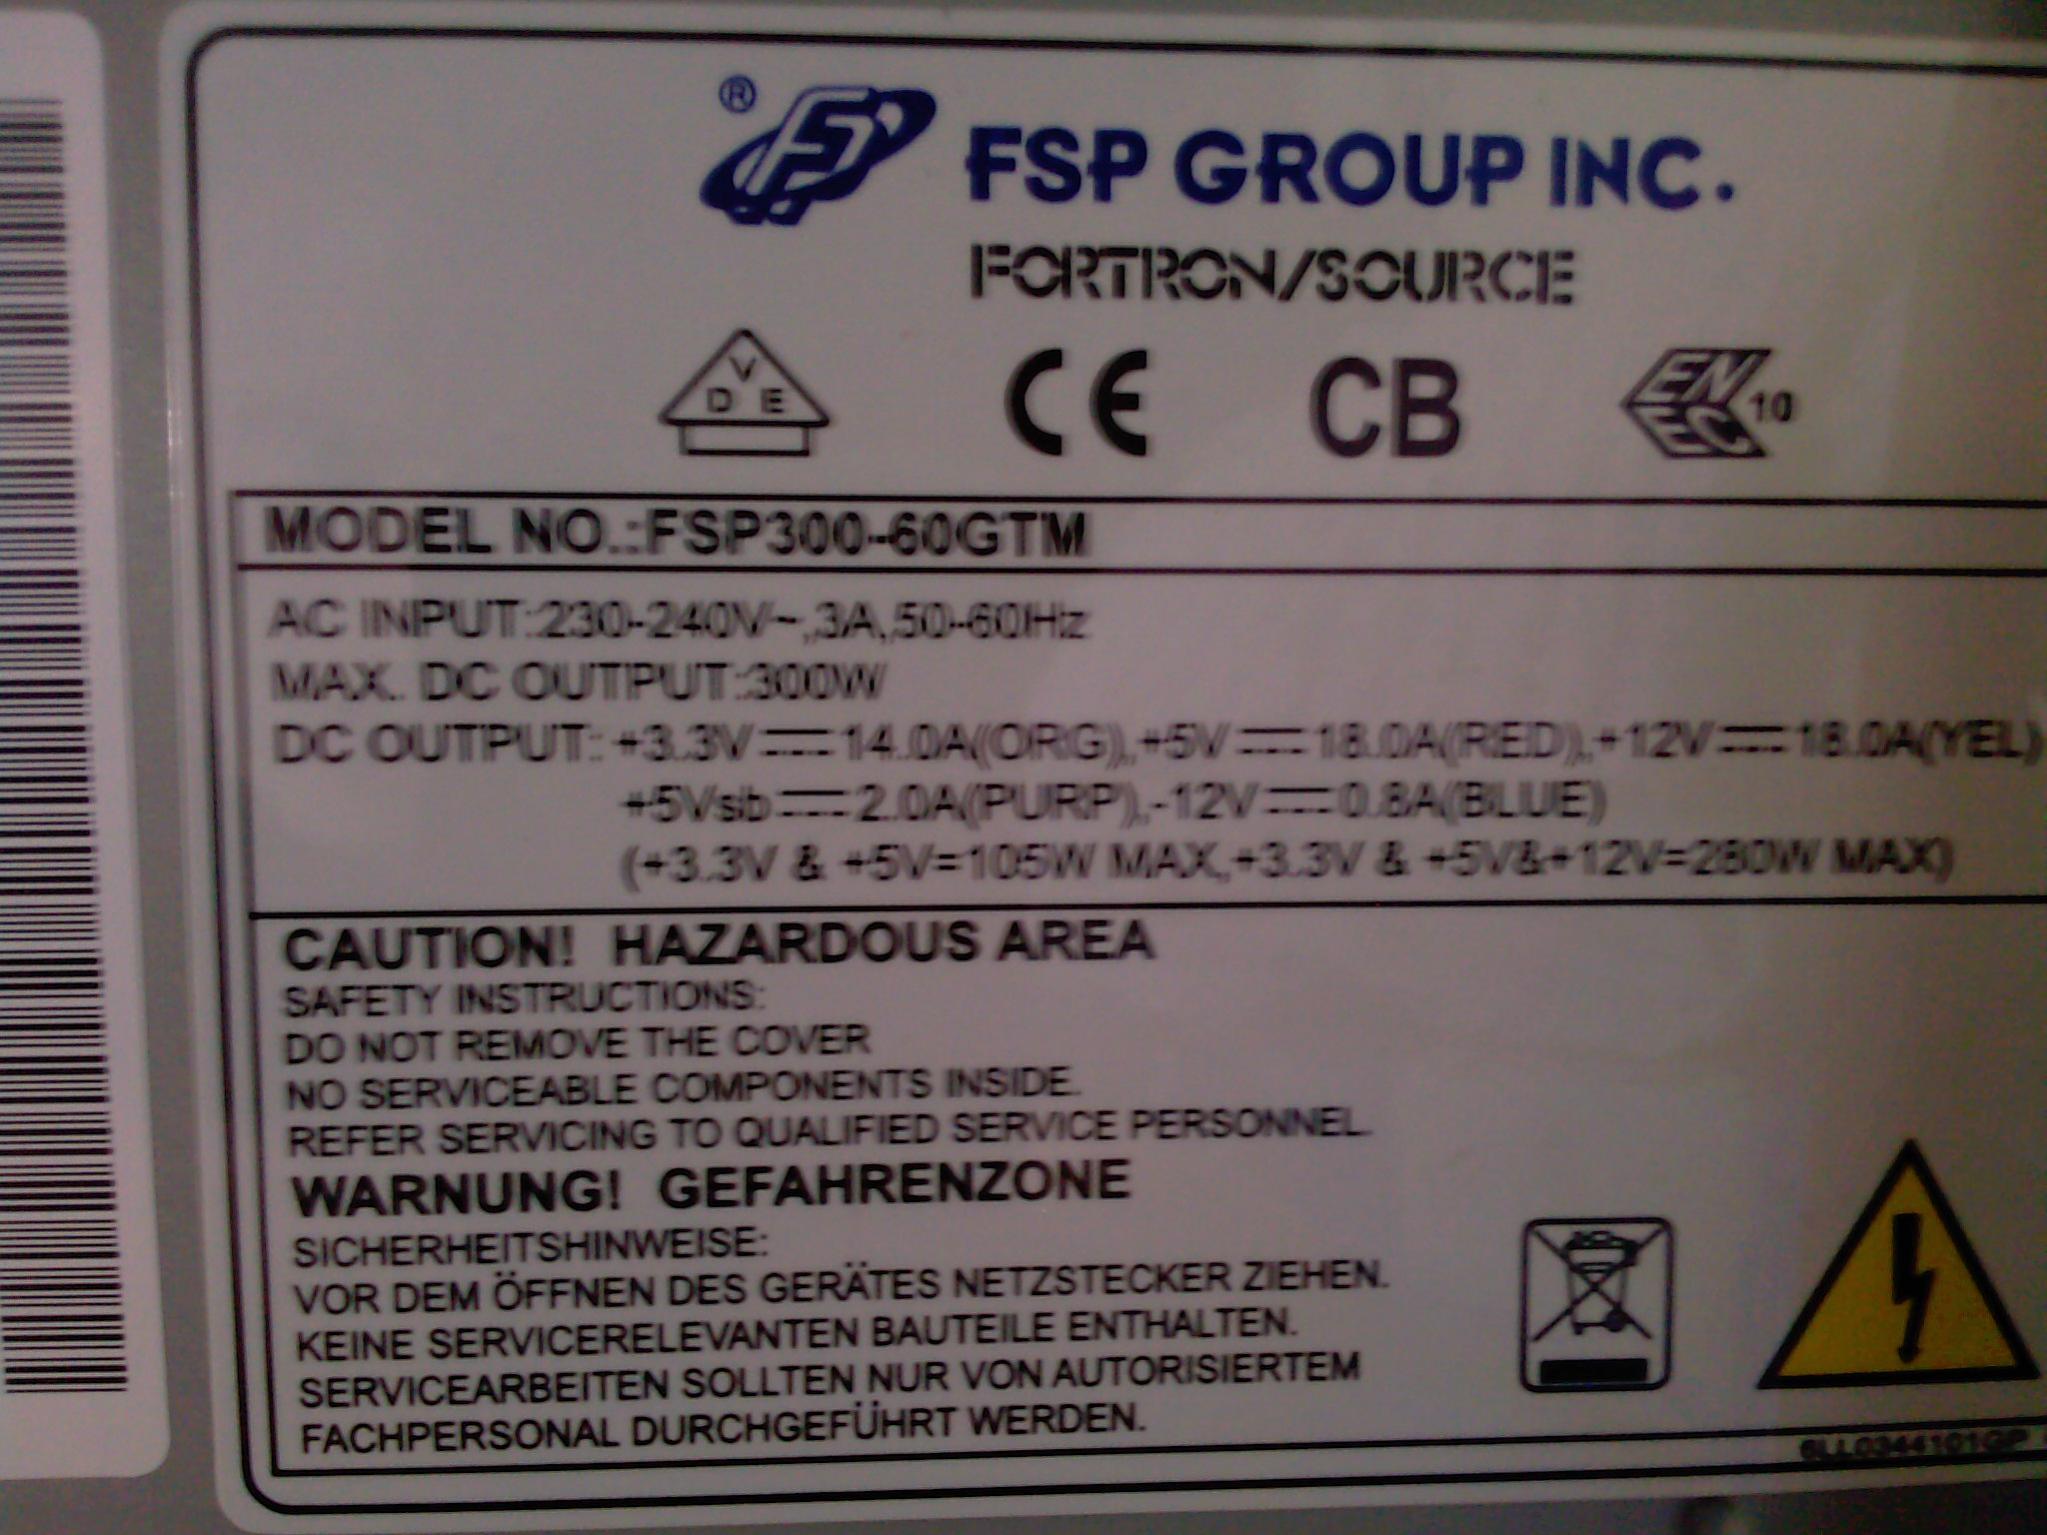 ®
FSP GROUP INC.
FORTRON/SOURCE
VDE CE CB ENEC 10
MODEL NO.:FSP300-60GTM
AC INPUT:230-240V~,3A,50-60Hz
MAX. DC OUTPUT:300W
DC OUTPUT: +3.3V⎓14.0A(ORG),+5V⎓18.0A(RED),+12V⎓18.0A(YEL)
+5Vsb⎓2.0A(PURP),-12V⎓0.8A(BLUE)
(+3.3V & +5V=105W MAX,+3.3V & +5V&+12V=280W MAX)
CAUTION! HAZARDOUS AREA
SAFETY INSTRUCTIONS:
DO NOT REMOVE THE COVER
NO SERVICEABLE COMPONENTS INSIDE.
REFER SERVICING TO QUALIFIED SERVICE PERSONNEL.
WARNUNG! GEFAHRENZONE
SICHERHEITSHINWEISE:
VOR DEM ÖFFNEN DES GERÄTES NETZSTECKER ZIEHEN.
KEINE SERVICERELEVANTEN BAUTEILE ENTHALTEN.
SERVICEARBEITEN SOLLTEN NUR VON AUTORISIERTEM
FACHPERSONAL DURCHGEFÜHRT WERDEN.
6LL0344101GP